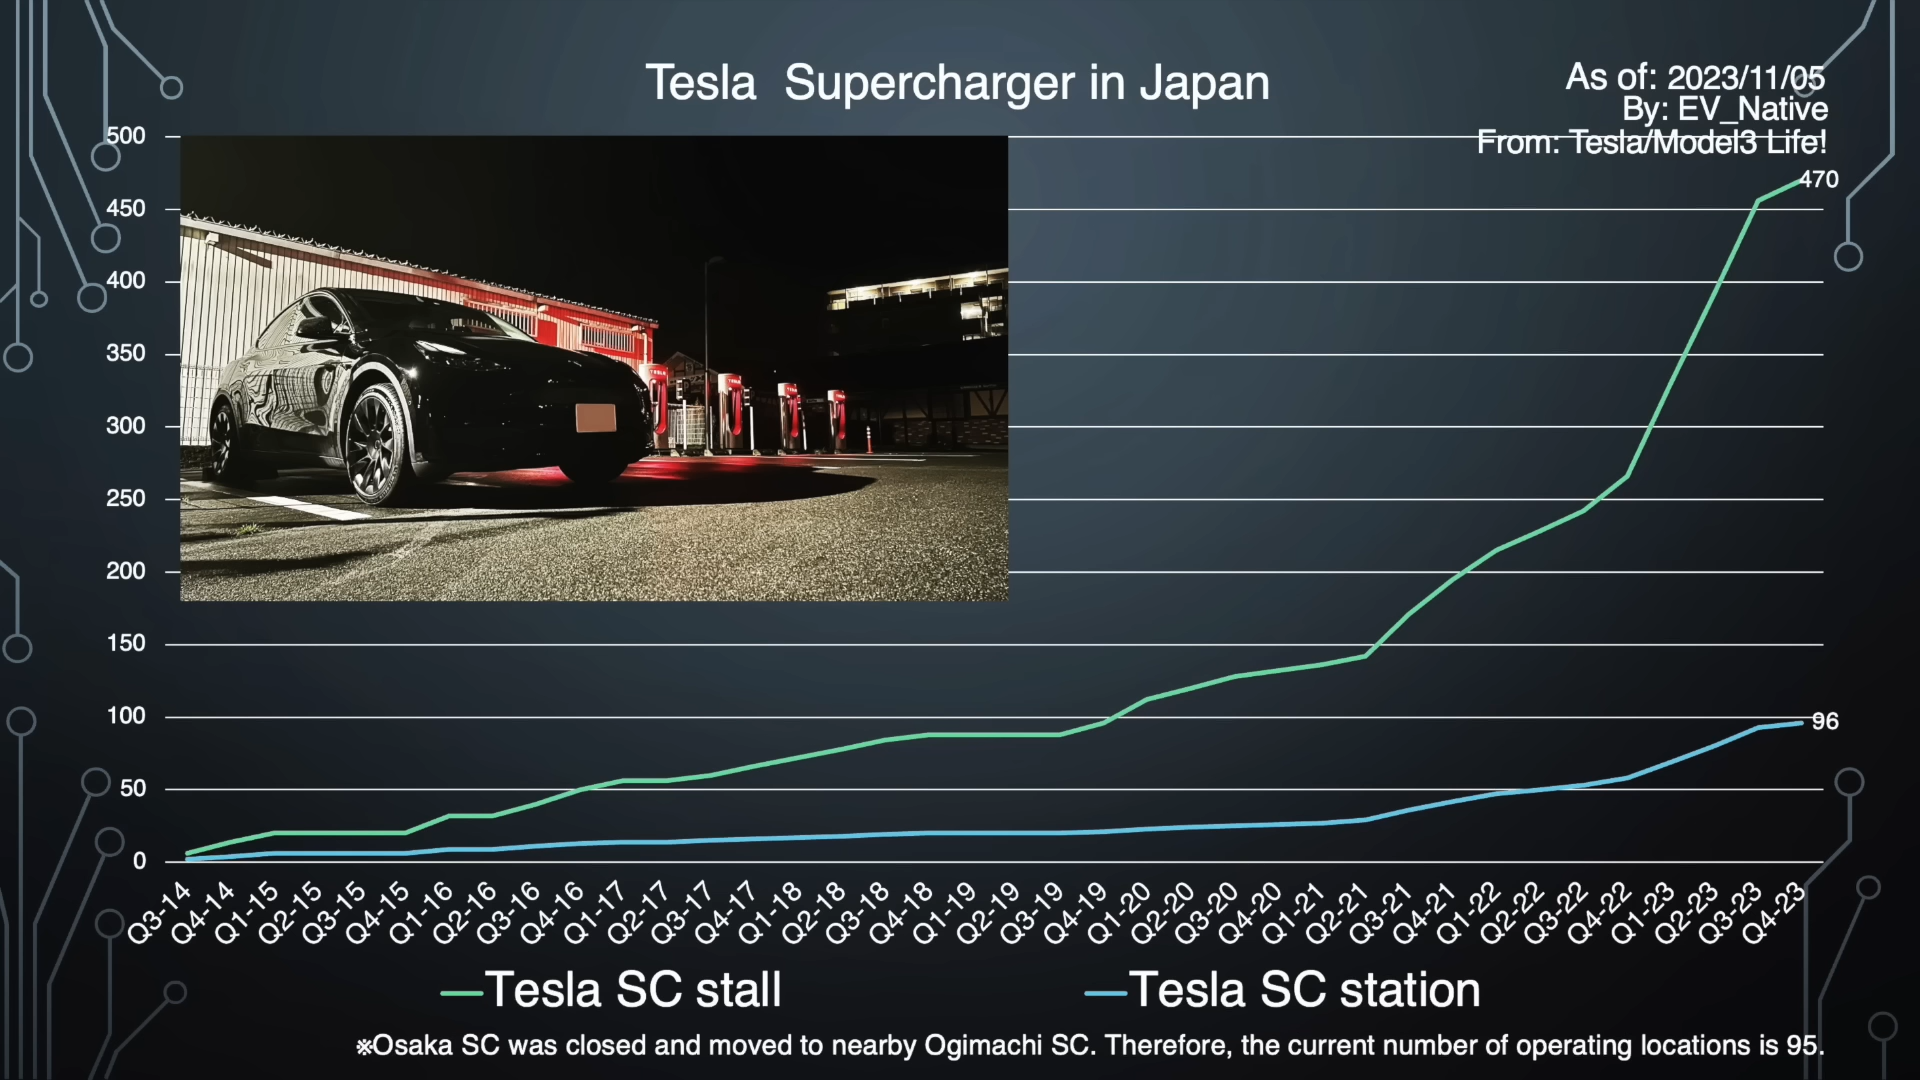 Tesla  Supercharger in Japan
As of: 2023/11/05
By: EV_Native
From: Tesla/Model3 Life!
500
450
400
350
300
250
200
150
100
50
0
470
96
TESLA
TESLA
TESLA
TESLA
Q3-14
Q4-14
Q1-15
Q2-15
Q3-15
Q4-15
Q1-16
Q2-16
Q3-16
Q4-16
Q1-17
Q2-17
Q3-17
Q4-17
Q1-18
Q2-18
Q3-18
Q4-18
Q1-19
Q2-19
Q3-19
Q4-19
Q1-20
Q2-20
Q3-20
Q4-20
Q1-21
Q2-21
Q3-21
Q4-21
Q1-22
Q2-22
Q3-22
Q4-22
Q1-23
Q2-23
Q3-23
Q4-23
Tesla SC stall
Tesla SC station
※Osaka SC was closed and moved to nearby Ogimachi SC. Therefore, the current number of operating locations is 95.